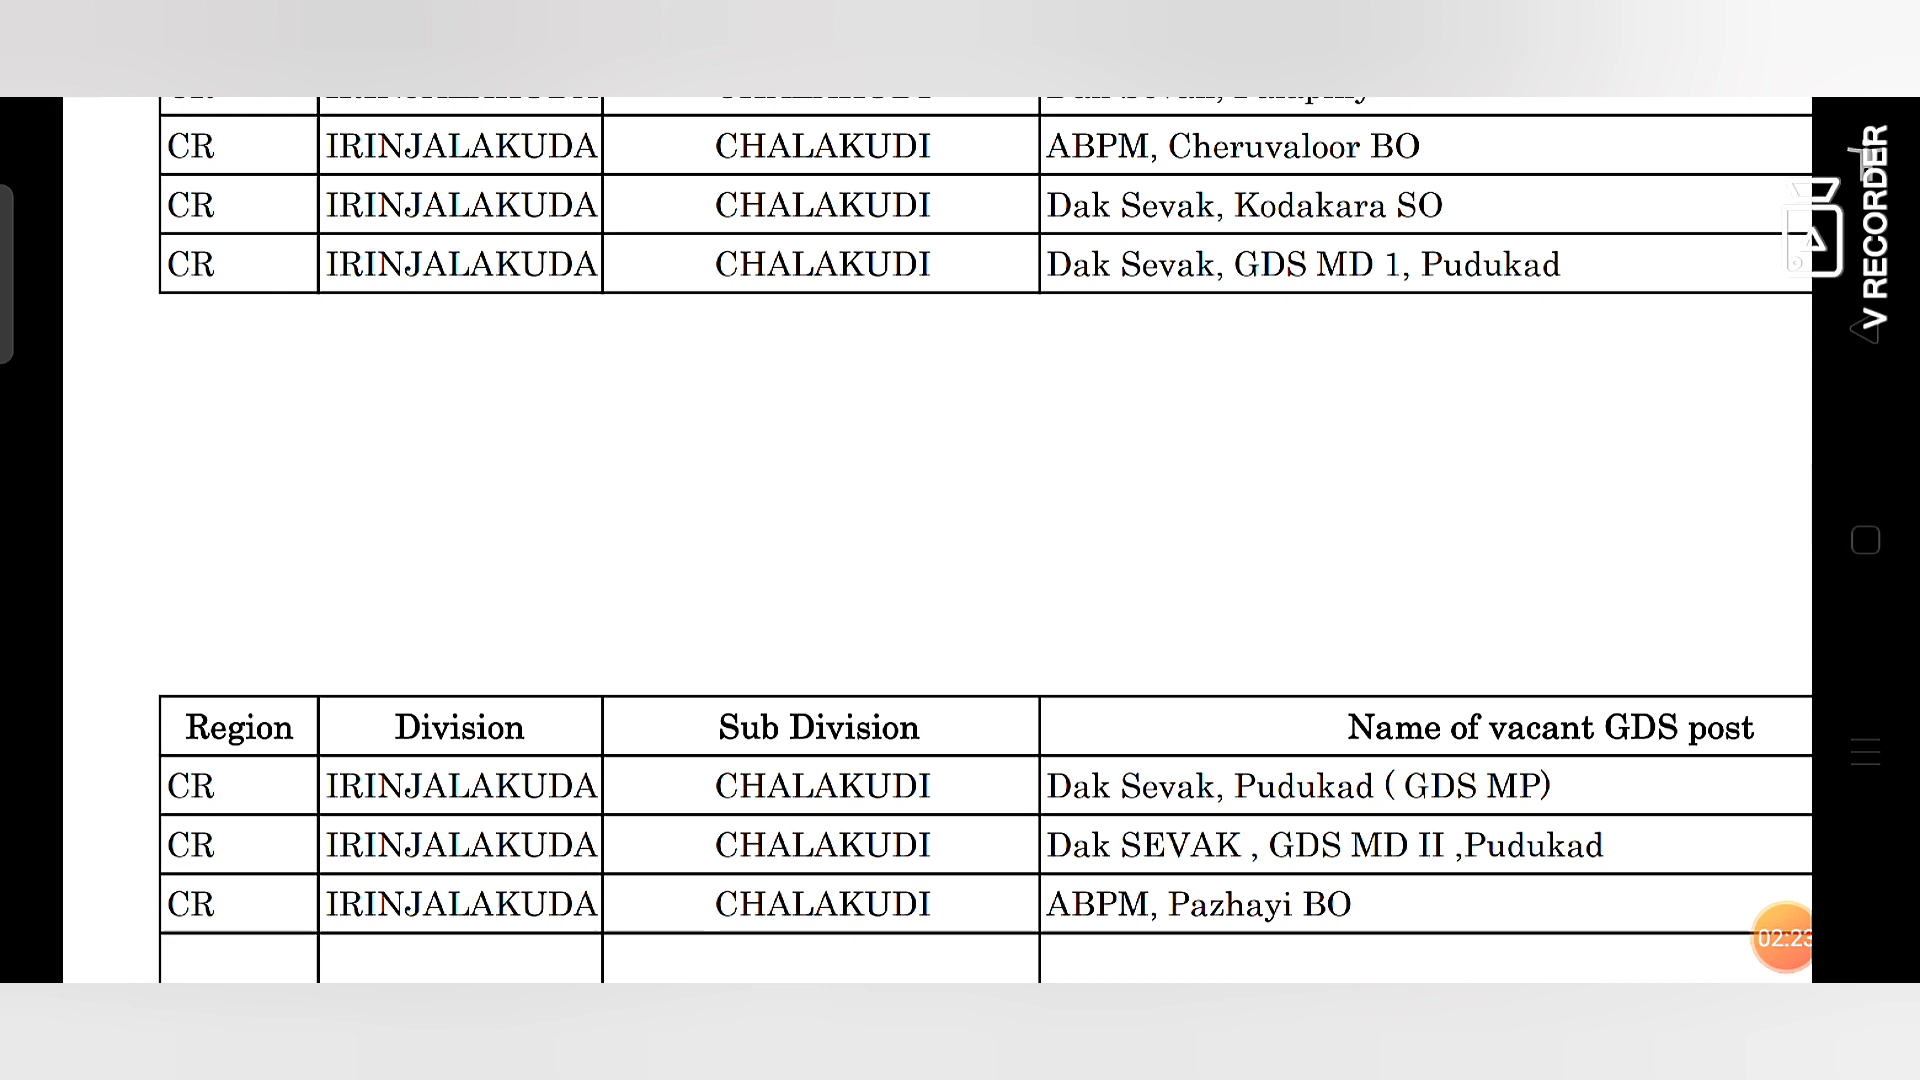 CR IRINJALAKUDA CHALAKUDI ABPM, Cheruvaloor BO
CR IRINJALAKUDA CHALAKUDI Dak Sevak, Kodakara SO
CR IRINJALAKUDA CHALAKUDI Dak Sevak, GDS MD 1, Pudukad
Region Division Sub Division Name of vacant GDS post
CR IRINJALAKUDA CHALAKUDI Dak Sevak, Pudukad ( GDS MP)
CR IRINJALAKUDA CHALAKUDI Dak SEVAK , GDS MD II ,Pudukad
CR IRINJALAKUDA CHALAKUDI ABPM, Pazhayi BO
V RECORDER
02:23